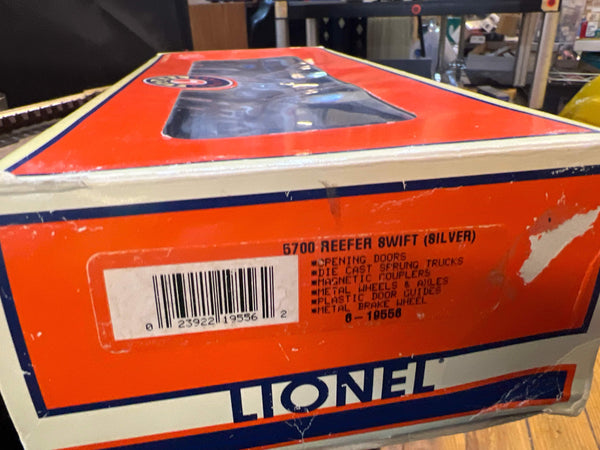 5700 REEFER SWIFT (SILVER)
▪OPENING DOORS
▪DIE CAST SPRUNG TRUCKS
▪MAGNETIC COUPLERS
▪METAL WHEELS & AXLES
▪PLASTIC DOOR GUIDES
▪METAL BRAKE WHEEL
6-19556
0 23922 19556 2
LIONEL